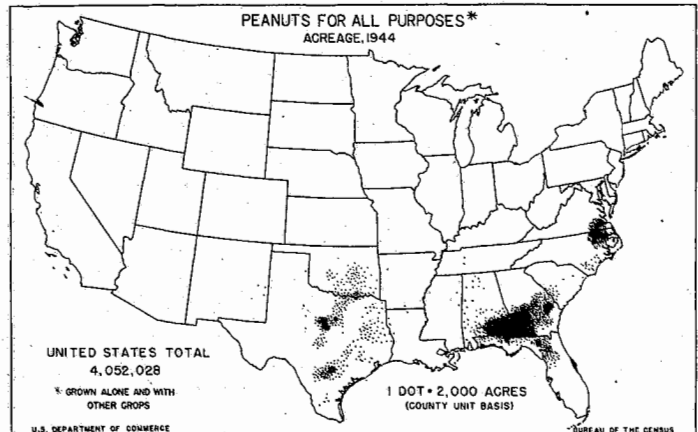 PEANUTS FOR ALL PURPOSES*
ACREAGE, 1944
UNITED STATES TOTAL
4,052,028
* GROWN ALONE AND WITH
OTHER CROPS
1 DOT • 2,000 ACRES
(COUNTY UNIT BASIS)
U.S. DEPARTMENT OF COMMERCE
BUREAU OF THE CENSUS